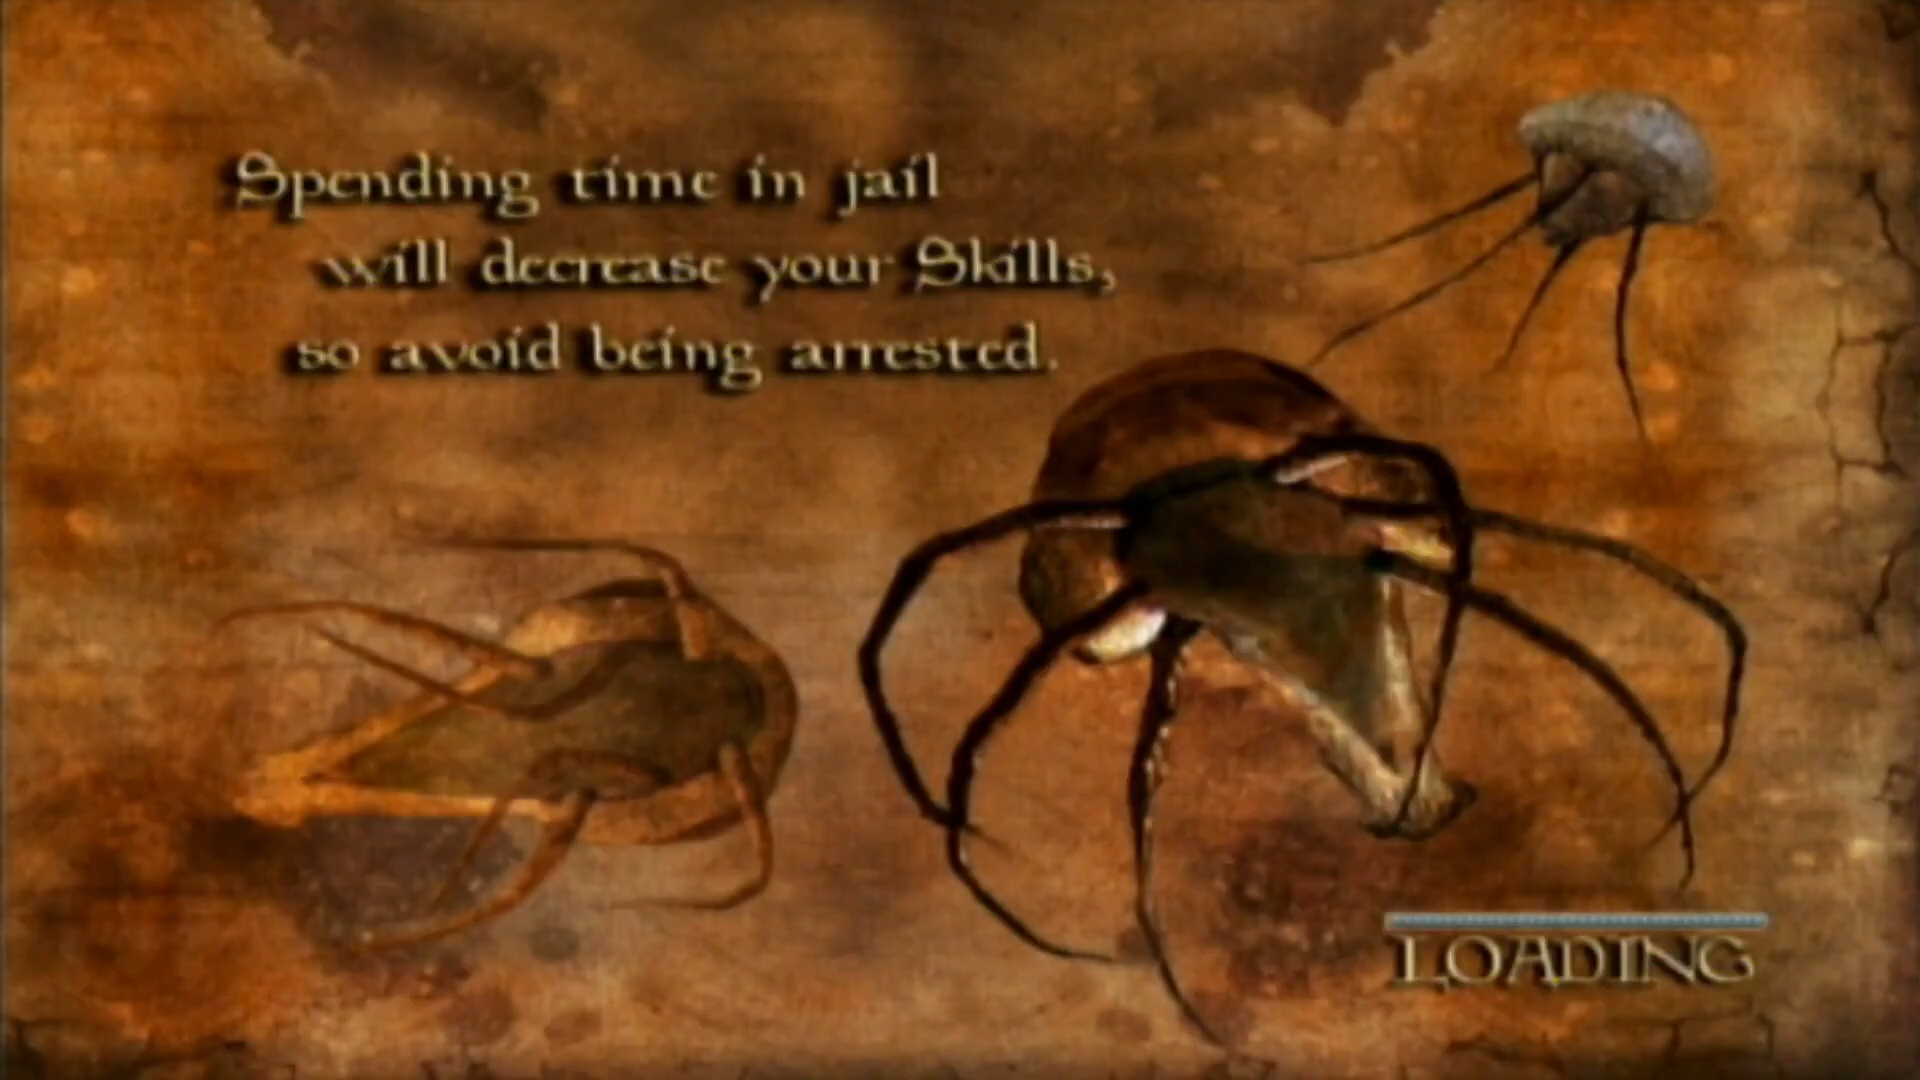 Spending time in jail
will decrease your Skills,
so avoid being arrested.
LOADING